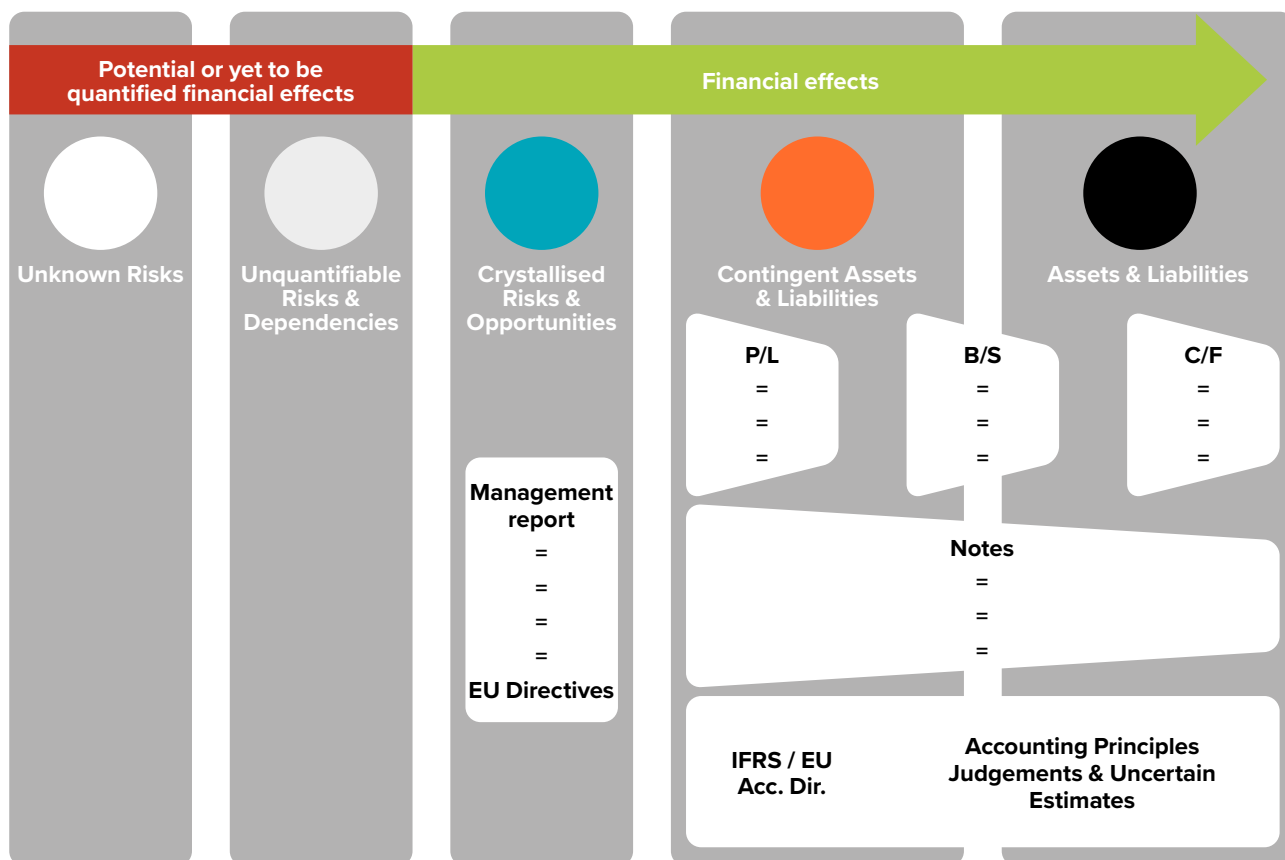 Potential or yet to be
quantified financial effects
Financial effects
Unknown Risks
Unquantifiable
Risks &
Dependencies
Crystallised
Risks &
Opportunities
Contingent Assets
& Liabilities
Assets & Liabilities
P/L
=
=
=
B/S
=
=
=
C/F
=
=
=
Management
report
=
=
=
=
EU Directives
Notes
=
=
=
IFRS / EU
Acc. Dir.
Accounting Principles
Judgements & Uncertain
Estimates